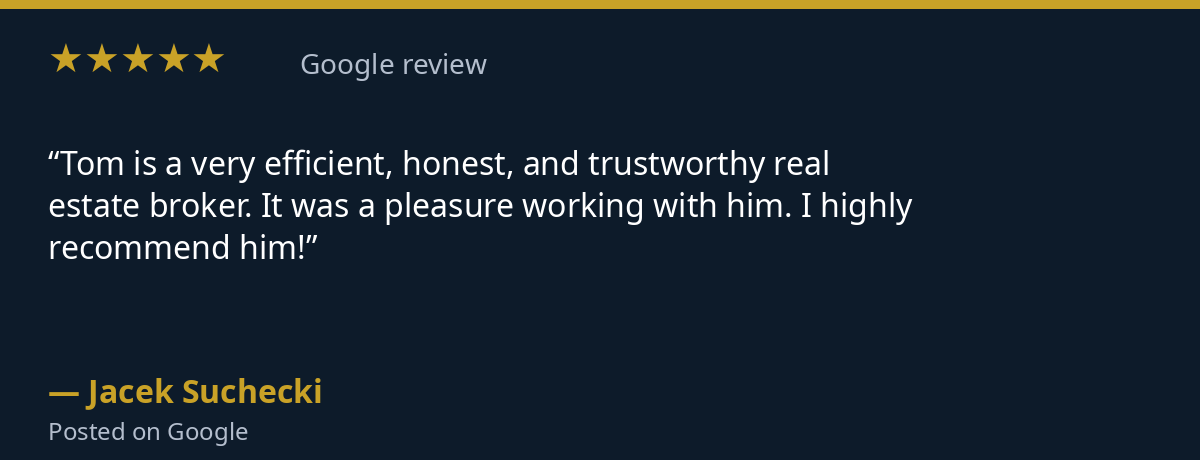 ★★★★★ Google review
“Tom is a very efficient, honest, and trustworthy real
estate broker. It was a pleasure working with him. I highly
recommend him!”
— Jacek Suchecki
Posted on Google